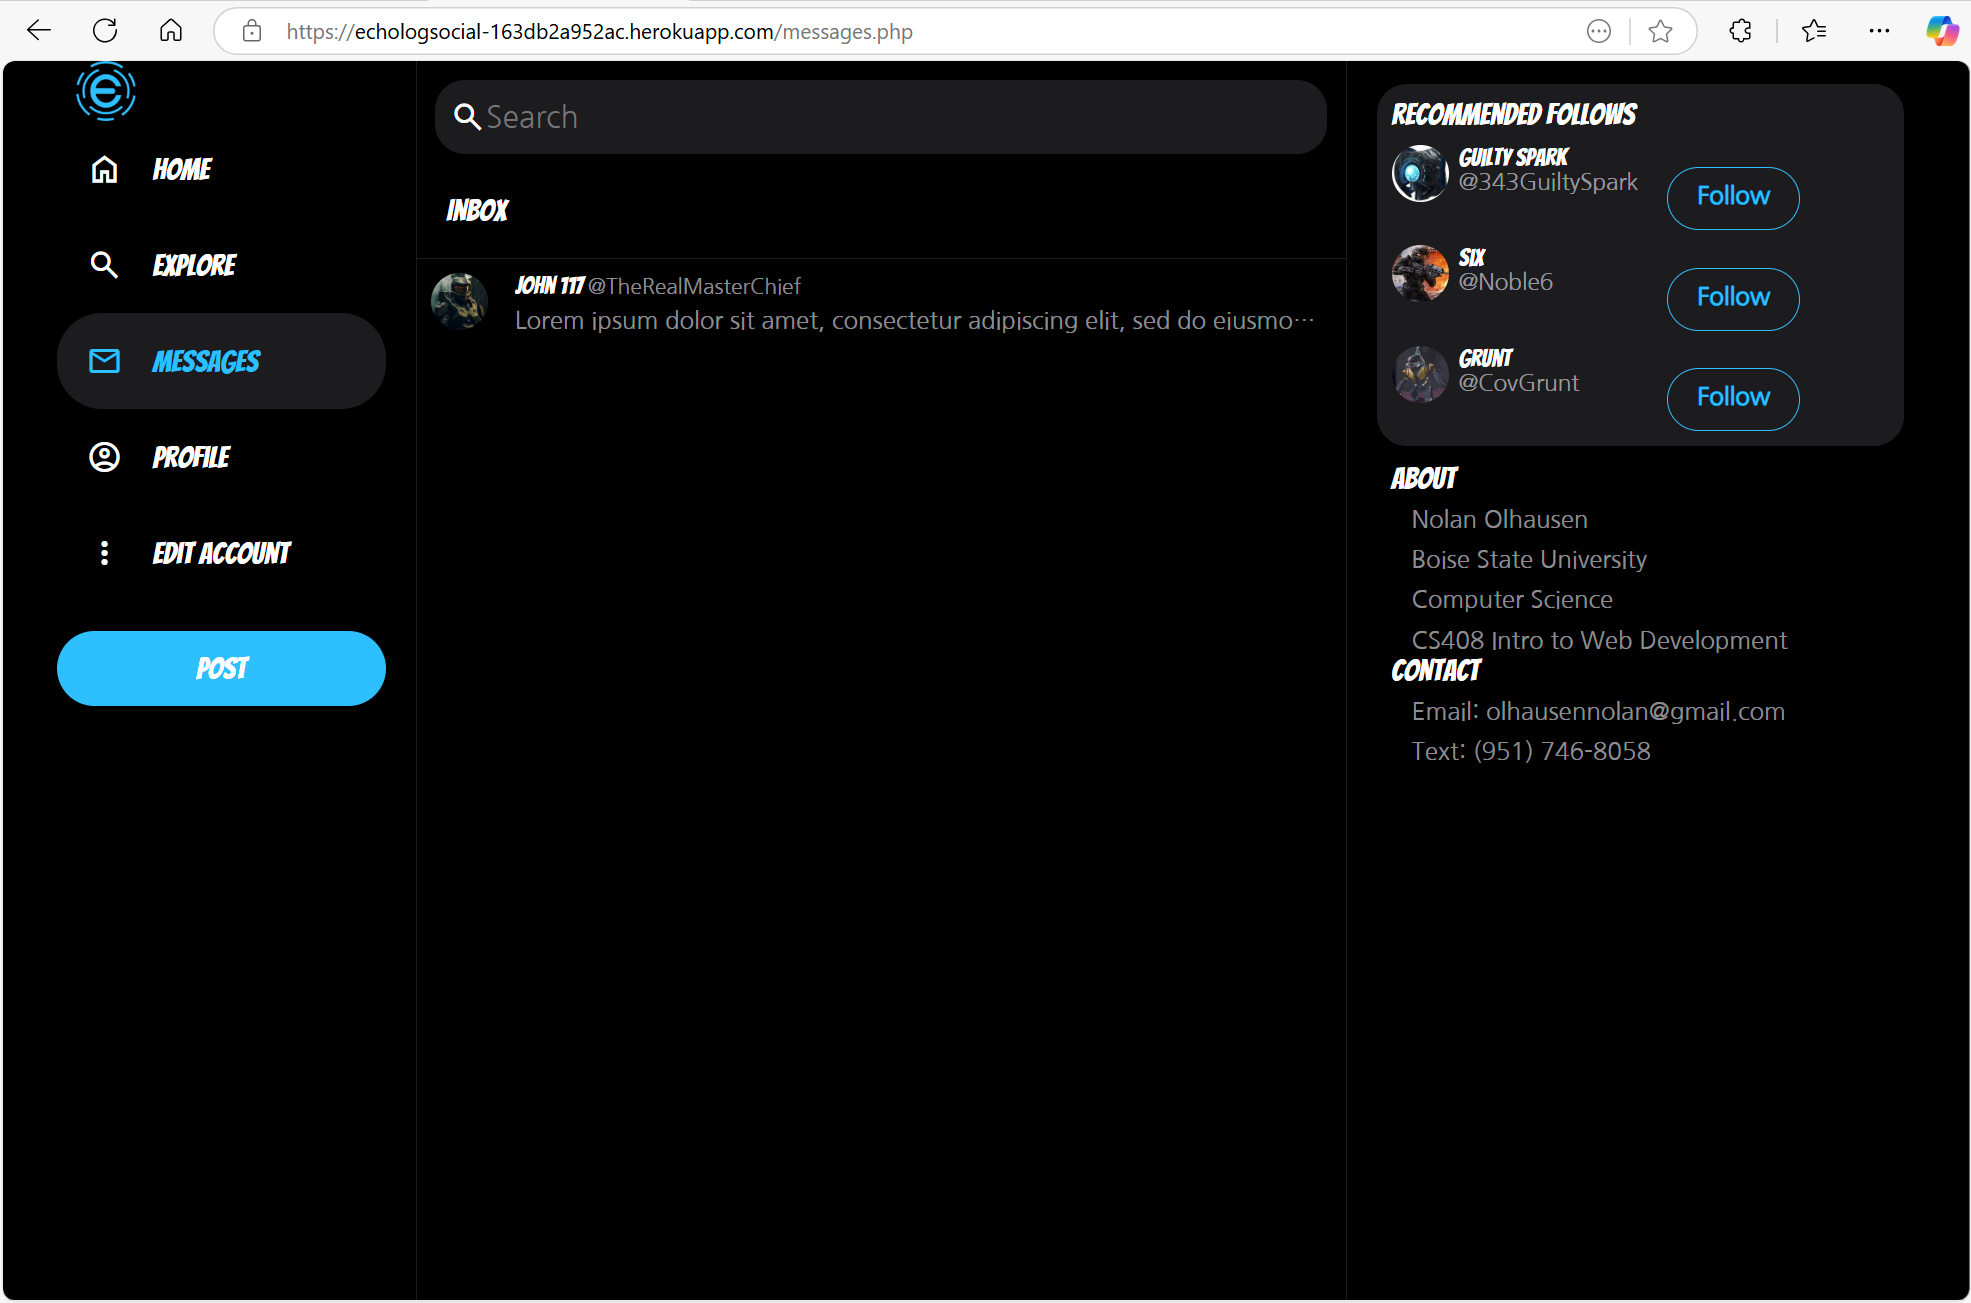 https://echologsocial-163db2a952ac.herokuapp.com/messages.php
HOME
EXPLORE
MESSAGES
PROFILE
EDIT ACCOUNT
POST
Search
INBOX
JOHN 117 @TheRealMasterChief
Lorem ipsum dolor sit amet, consectetur adipiscing elit, sed do eiusmo…
RECOMMENDED FOLLOWS
GUILTY SPARK
@343GuiltySpark
Follow
SIX
@Noble6
Follow
GRUNT
@CovGrunt
Follow
ABOUT
Nolan Olhausen
Boise State University
Computer Science
CS408 Intro to Web Development
CONTACT
Email: olhausennolan@gmail.com
Text: (951) 746-8058